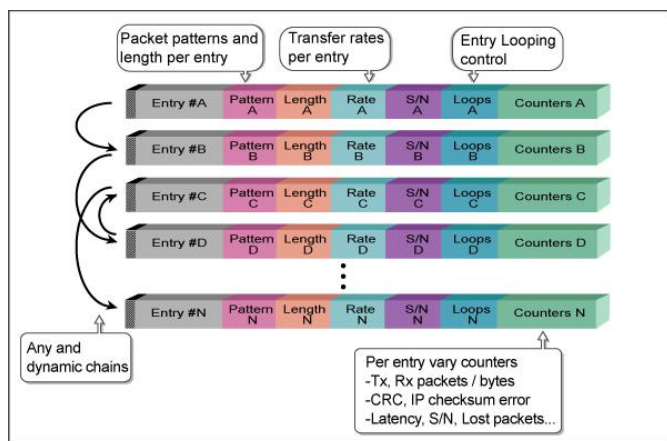 Packet patterns and
length per entry
Transfer rates
per entry
Entry Looping
control
Entry #A Pattern A Length A Rate A S/N A Loops A Counters A
Entry #B Pattern B Length B Rate B S/N B Loops B Counters B
Entry #C Pattern C Length C Rate C S/N C Loops C Counters C
Entry #D Pattern D Length D Rate D S/N D Loops D Counters D
Entry #N Pattern N Length N Rate N S/N N Loops N Counters N
Any and
dynamic chains
Per entry vary counters
-Tx, Rx packets / bytes
-CRC, IP checksum error
-Latency, S/N, Lost packets...